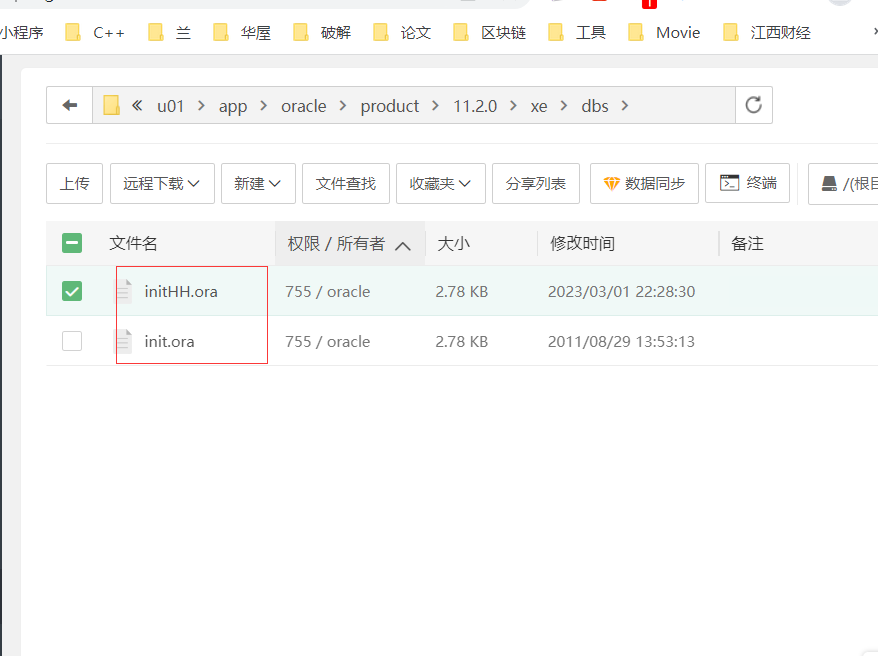 小程序 C++ 兰 华屋 破解 论文 区块链 工具 Movie 江西财经
« u01 > app > oracle > product > 11.2.0 > xe > dbs >
上传 远程下载 新建 文件查找 收藏夹 分享列表 数据同步 终端 /(根目
文件名 权限 / 所有者 大小 修改时间 备注
initHH.ora 755 / oracle 2.78 KB 2023/03/01 22:28:30
init.ora 755 / oracle 2.78 KB 2011/08/29 13:53:13